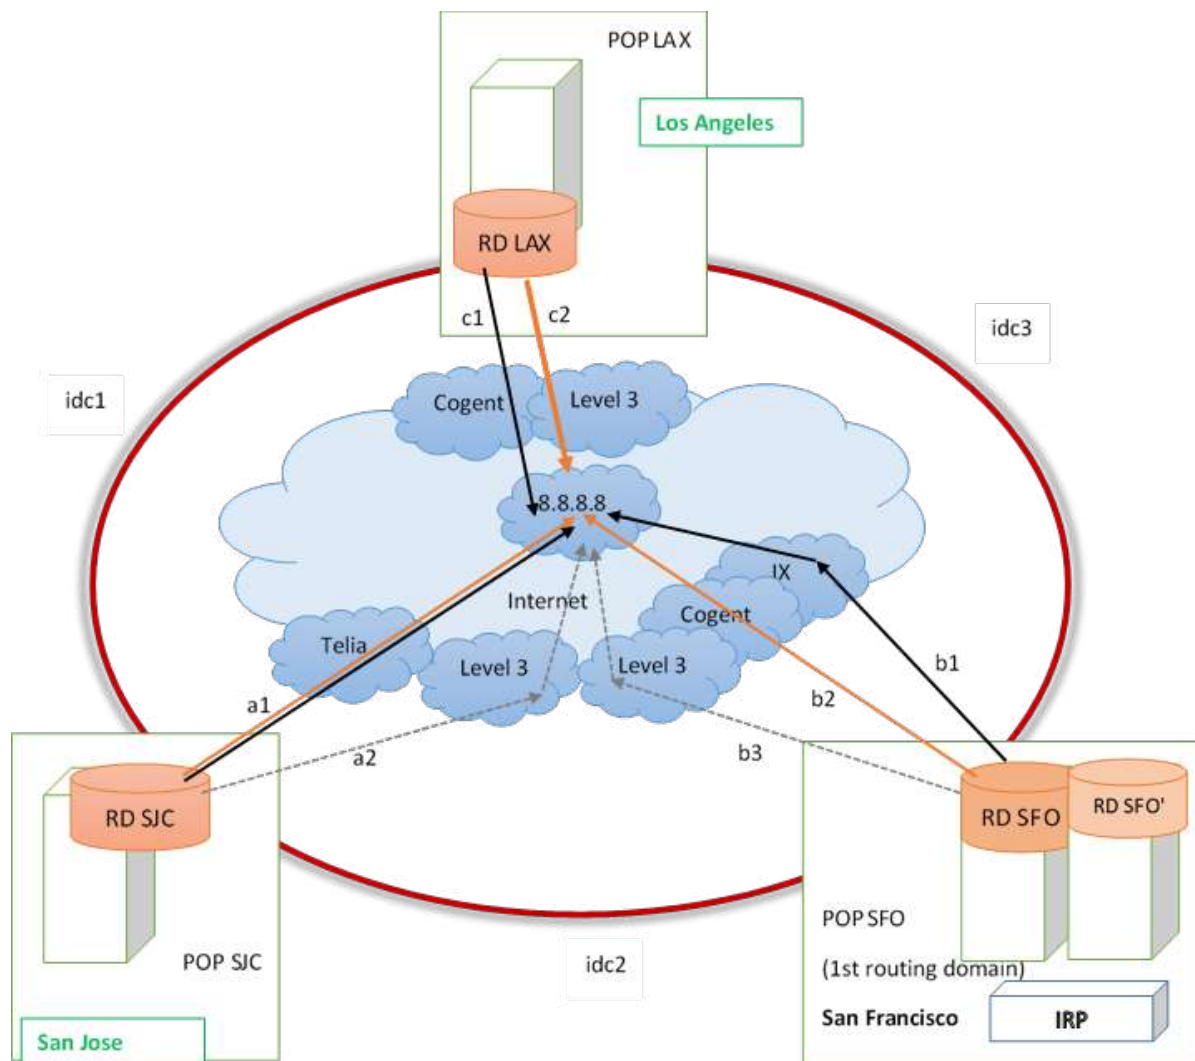 POP LAX
Los Angeles
RD LAX
c1
c2
idc3
idc1
Cogent
Level 3
8.8.8.8
IX
Internet
Cogent
Telia
Level 3
Level 3
b1
a1
b2
a2
b3
RD SJC
RD SFO
RD SFO'
POP SFO
POP SJC
idc2
(1st routing domain)
San Francisco
IRP
San Jose